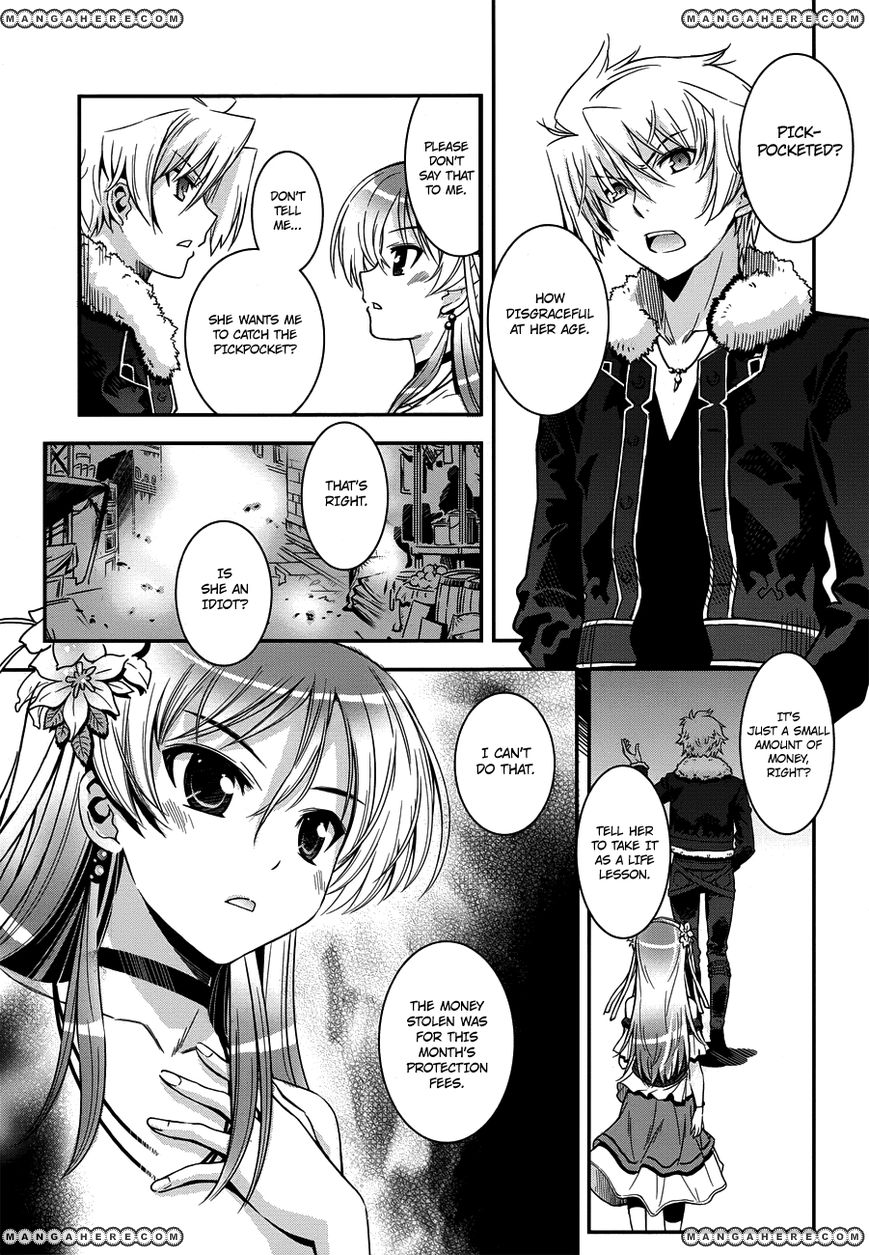 MANGAHERE.COM
MANGAHERE.COM
PICK-
POCKETED?
HOW
DISGRACEFUL
AT HER AGE.
PLEASE
DON'T
SAY THAT
TO ME.
DON'T
TELL
ME...
SHE WANTS ME
TO CATCH THE
PICKPOCKET?
THAT'S
RIGHT.
IS
SHE AN
IDIOT?
IT'S
JUST A SMALL
AMOUNT OF
MONEY,
RIGHT?
TELL HER
TO TAKE IT
AS A LIFE
LESSON.
I CAN'T
DO THAT.
THE MONEY
STOLEN WAS
FOR THIS
MONTH'S
PROTECTION
FEES.
MANGAHERE.COM
MANGAHERE.COM